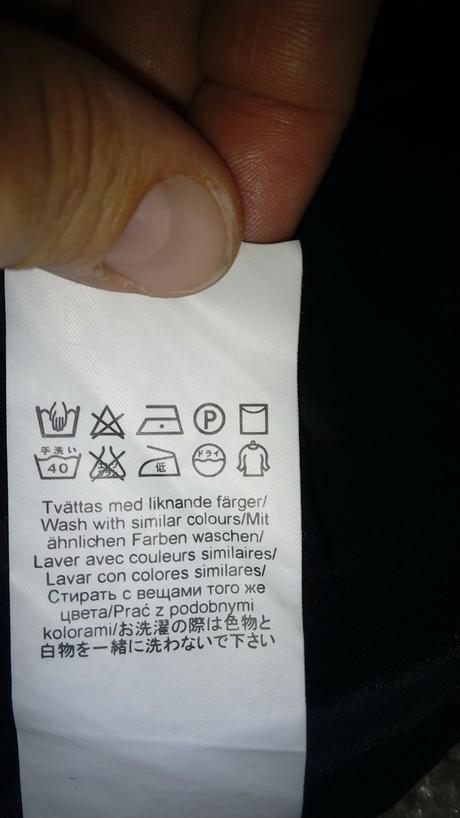 P
手洗い
40 低 ドライ
Tvättas med liknande färger/
Wash with similar colours/Mit
ähnlichen Farben waschen/
Laver avec couleurs similaires/
Lavar con colores similares/
Стирать с вещами того же
цвета/Prać z podobnymi
kolorami/お洗濯の際は色物と
白物を一緒に洗わないで下さい